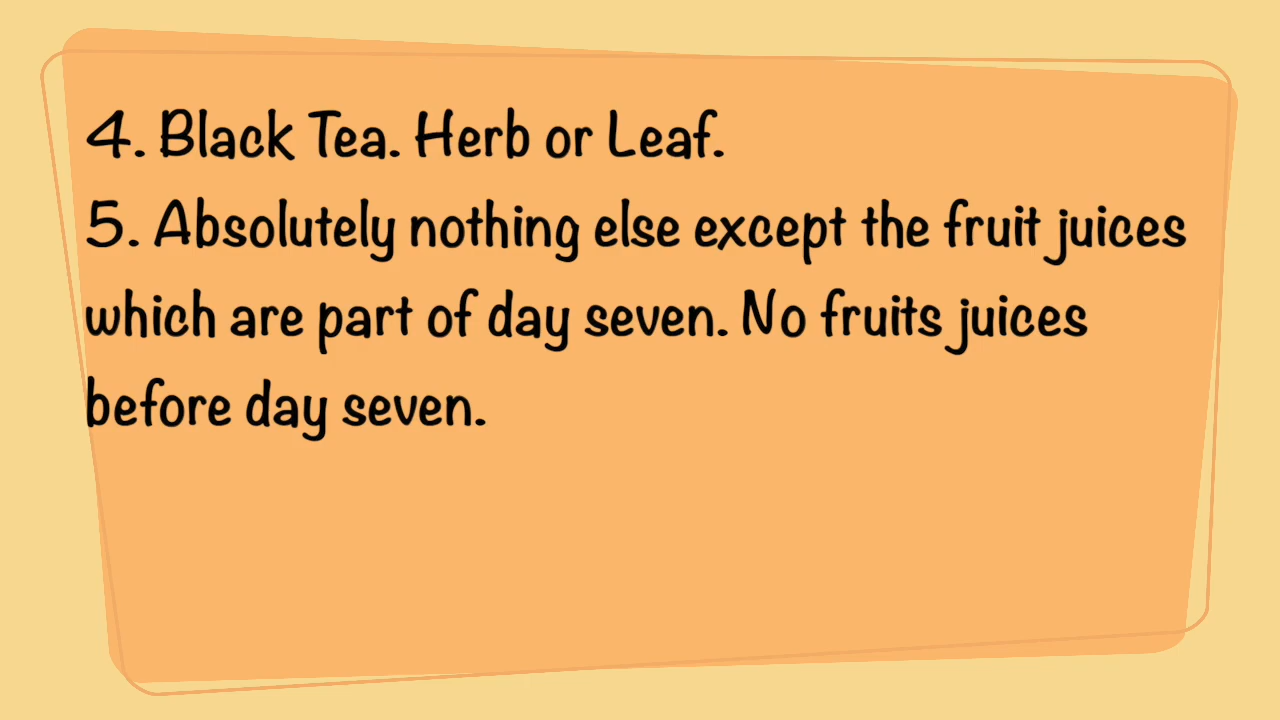 4. Black Tea. Herb or Leaf.
5. Absolutely nothing else except the fruit juices
which are part of day seven. No fruits juices
before day seven.